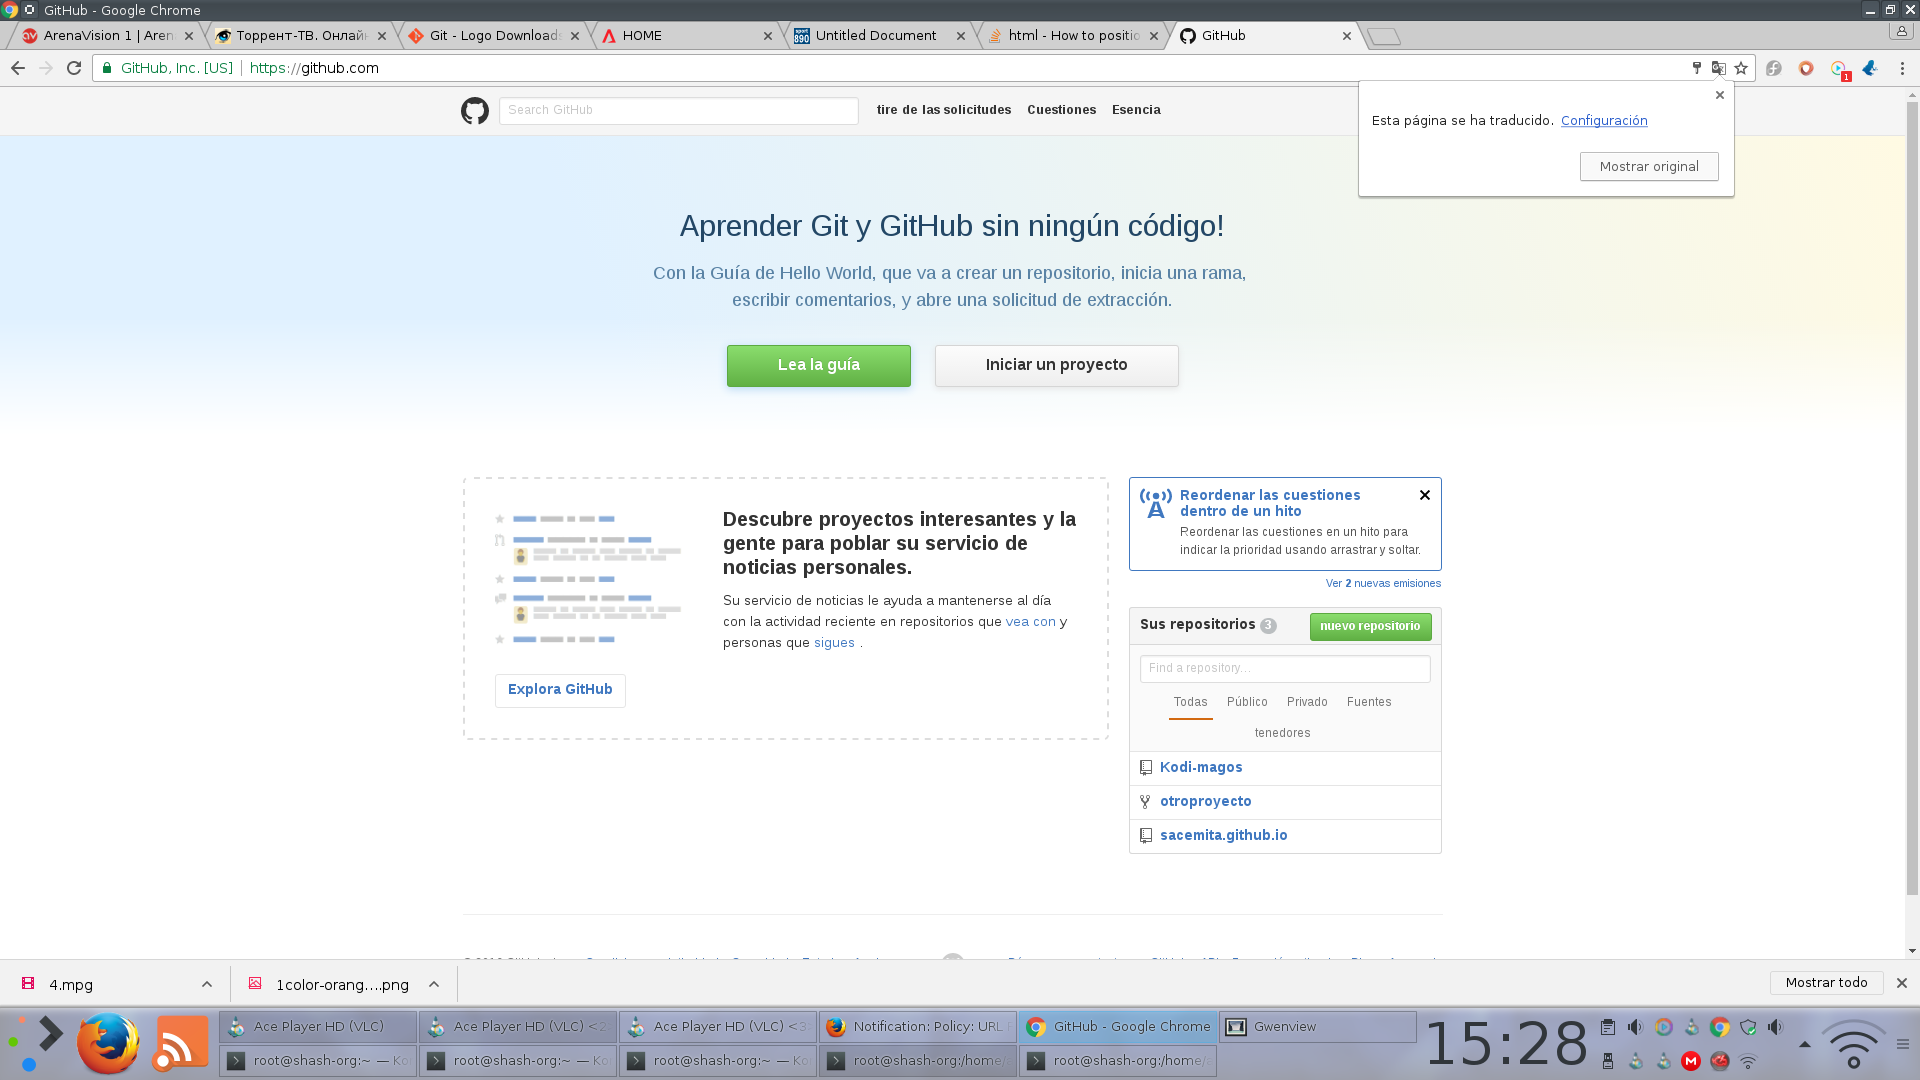 GitHub - Google Chrome
ArenaVision 1 | Aren
Торрент-ТВ. Онлайн
Git - Logo Downloads
HOME
Untitled Document
html - How to positio
GitHub
GitHub, Inc. [US] | https://github.com
1
Search GitHub
tire de las solicitudes
Cuestiones
Esencia
Esta página se ha traducido. Configuración
Mostrar original
Aprender Git y GitHub sin ningún código!
Con la Guía de Hello World, que va a crear un repositorio, inicia una rama,
escribir comentarios, y abre una solicitud de extracción.
Lea la guía
Iniciar un proyecto
Descubre proyectos interesantes y la
gente para poblar su servicio de
noticias personales.
Su servicio de noticias le ayuda a mantenerse al día
con la actividad reciente en repositorios que vea con y
personas que sigues .
Explora GitHub
Reordenar las cuestiones
dentro de un hito
Reordenar las cuestiones en un hito para
indicar la prioridad usando arrastrar y soltar.
Ver 2 nuevas emisiones
Sus repositorios 3
nuevo repositorio
Find a repository...
Todas
Público
Privado
Fuentes
tenedores
Kodi-magos
otroproyecto
sacemita.github.io
4.mpg
1color-orang....png
Mostrar todo
Ace Player HD (VLC)
Ace Player HD (VLC) <2
Ace Player HD (VLC) <3
Notification: Policy: URL
GitHub - Google Chrome
Gwenview
root@shash-org:~ — Ko
root@shash-org:~ — Ko
root@shash-org:~ — Ko
root@shash-org:/home/
root@shash-org:/home/
15:28